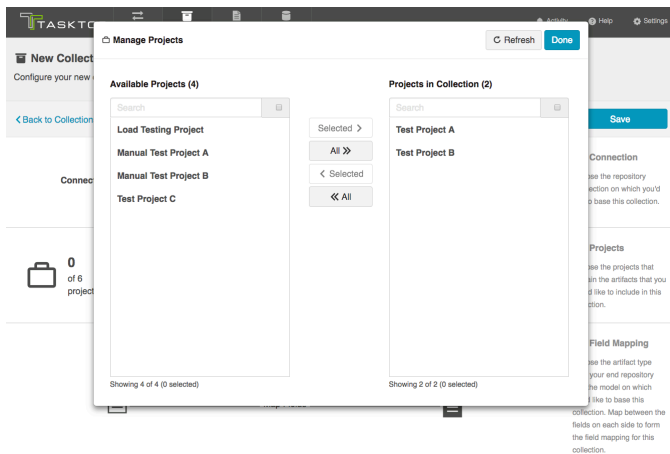 TASKTO
Activity
Help
Settings
Manage Projects
Refresh
Done
New Collect
Configure your new
Available Projects (4)
Projects in Collection (2)
Search
Search
Back to Collection
Save
Load Testing Project
Manual Test Project A
Manual Test Project B
Test Project C
Selected
All
Selected
All
Test Project A
Test Project B
Connec
Connection
the repository
on which you'd
base this collection.
0
of 6
project
Projects
the projects that
the artifacts that you
like to include in this
Field Mapping
the artifact type
your end repository
the model on which
like to base this
collection. Map between the
fields on each side to form
the field mapping for this
collection.
Showing 4 of 4 (0 selected)
Showing 2 of 2 (0 selected)